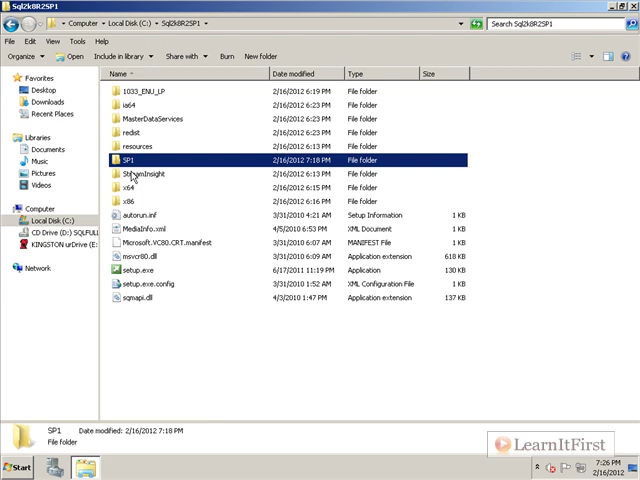 Sql2k8R2SP1
Computer Local Disk (C:) Sql2k8R2SP1
Search Sql2k8R2SP1
File Edit View Tools Help
Organize Open Include in library Share with Burn New folder
Favorites
Desktop
Downloads
Recent Places
Libraries
Documents
Music
Pictures
Videos
Computer
Local Disk (C:)
CD Drive (D:) SQLFULL
KINGSTON urDrive (E:
Network
Name Date modified Type Size
1033_ENU_LP 2/16/2012 6:19 PM File folder
ia64 2/16/2012 6:23 PM File folder
MasterDataServices 2/16/2012 6:23 PM File folder
redist 2/16/2012 6:23 PM File folder
resources 2/16/2012 6:13 PM File folder
SP1 2/16/2012 7:18 PM File folder
StreamInsight 2/16/2012 6:13 PM File folder
x64 2/16/2012 6:15 PM File folder
x86 2/16/2012 6:16 PM File folder
autorun.inf 3/31/2010 4:21 AM Setup Information 1 KB
MediaInfo.xml 4/5/2010 6:53 PM XML Document 1 KB
Microsoft.VC80.CRT.manifest 3/31/2010 6:07 AM MANIFEST File 1 KB
msvcr80.dll 3/31/2010 6:09 AM Application extension 618 KB
setup.exe 6/17/2011 11:19 PM Application 130 KB
setup.exe.config 3/31/2010 1:52 AM XML Configuration File 1 KB
sqmapi.dll 4/3/2010 1:47 PM Application extension 137 KB
SP1 Date modified: 2/16/2012 7:18 PM
File folder
LearnItFirst
Start
7:26 PM
2/16/2012